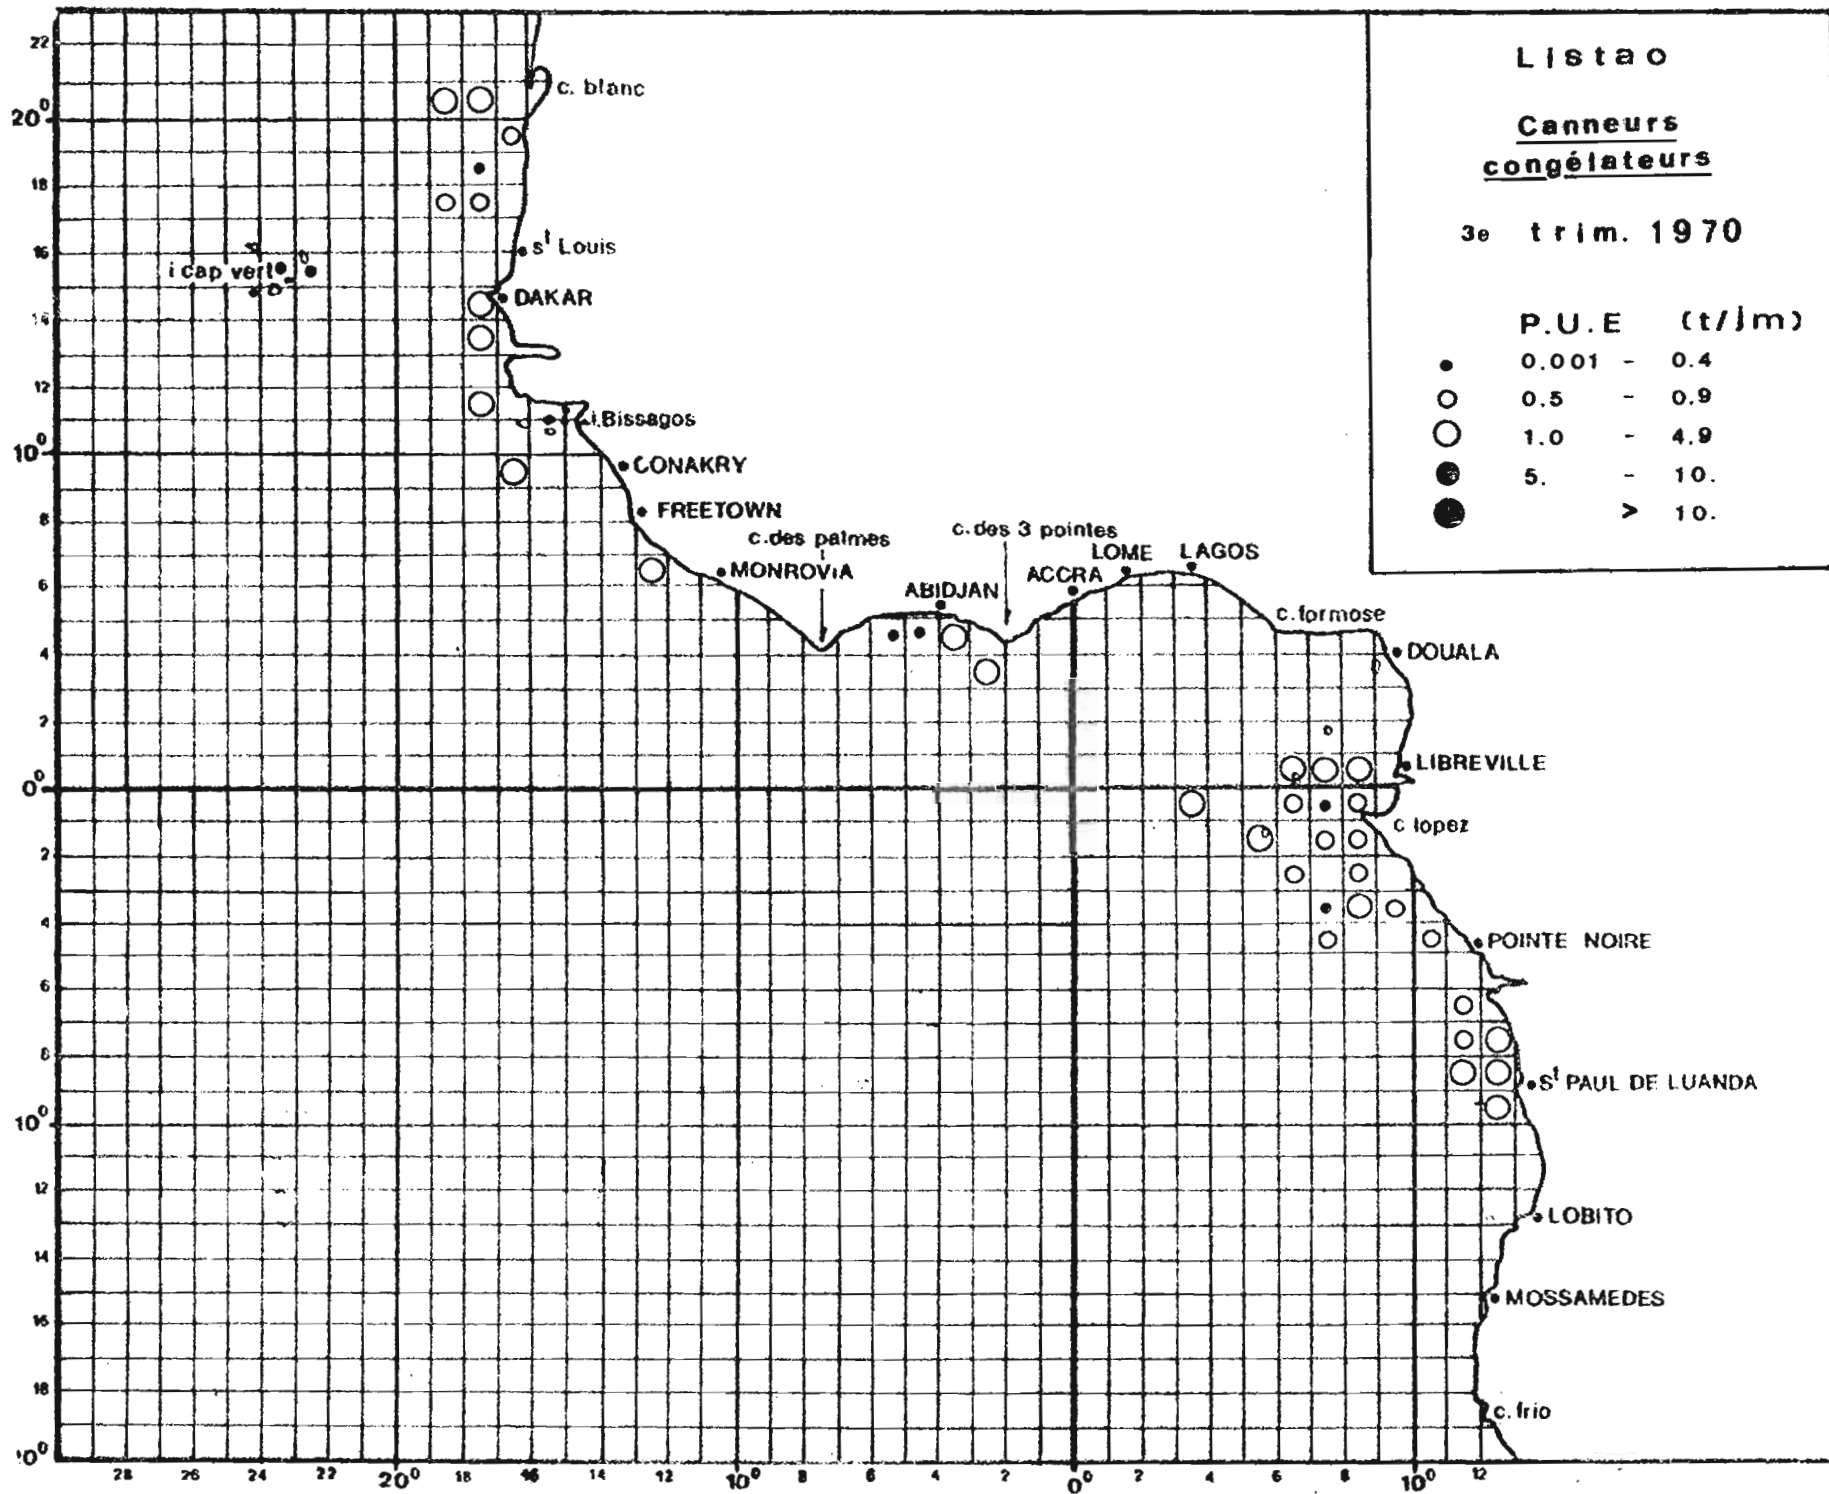 Listao
Canneurs
congélateurs
3e trim. 1970
P.U.E (t/jm)
0.001 - 0.4
0.5 - 0.9
1.0 - 4.9
5. - 10.
> 10.
22
20°
18
16
14
12
10°
8
6
4
2
0°
2
4
6
8
10°
12
14
16
18
c. blanc
st Louis
i cap vert
DAKAR
i.Bissagos
CONAKRY
FREETOWN
c.des palmes
c.des 3 pointes
MONROVIA
ABIDJAN
ACCRA
LOME
LAGOS
c.formose
DOUALA
LIBREVILLE
c lopez
POINTE NOIRE
St PAUL DE LUANDA
LOBITO
MOSSAMEDES
c.frio
28 26 24 22 20° 18 16 14 12 10° 8 6 4 2 0° 2 4 6 8 10° 12